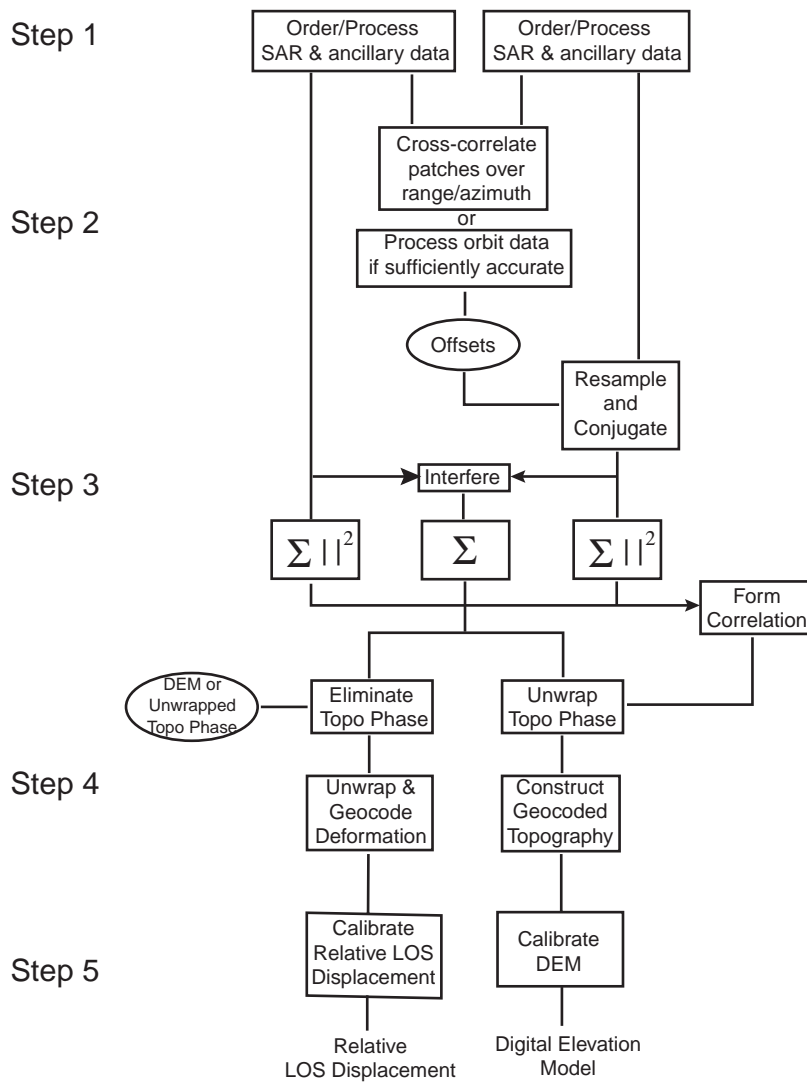 Step 1
Order/Process
SAR & ancillary data
Order/Process
SAR & ancillary data
Cross-correlate
patches over
range/azimuth
or
Step 2
Process orbit data
if sufficiently accurate
Offsets
Resample
and
Conjugate
Step 3
Interfere
Σ | |²
Σ
Σ | |²
Form
Correlation
DEM or
Unwrapped
Topo Phase
Eliminate
Topo Phase
Unwrap
Topo Phase
Step 4
Unwrap &
Geocode
Deformation
Construct
Geocoded
Topography
Step 5
Calibrate
Relative LOS
Displacement
Calibrate
DEM
Relative
LOS Displacement
Digital Elevation
Model